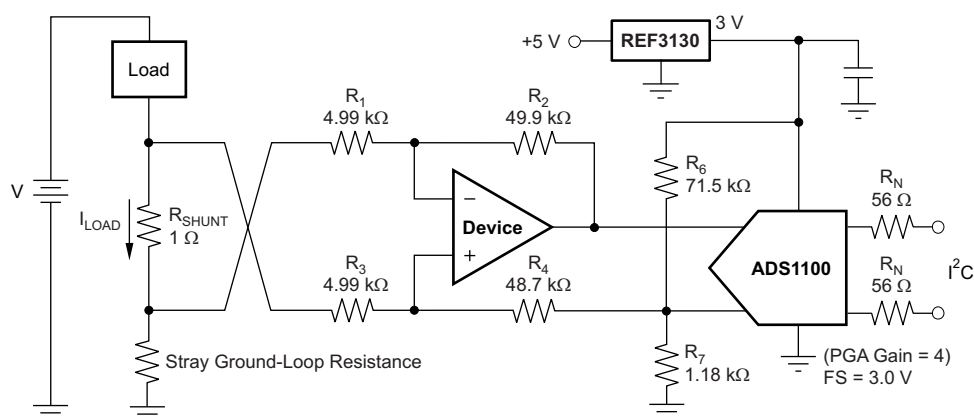 REF3130
3 V
+5 V
Load
R1
4.99 kΩ
R2
49.9 kΩ
V
ILOAD
RSHUNT
1 Ω
R6
71.5 kΩ
RN
56 Ω
−
Device
+
ADS1100
I²C
R3
4.99 kΩ
R4
48.7 kΩ
RN
56 Ω
Stray Ground-Loop Resistance
R7
1.18 kΩ
(PGA Gain = 4)
FS = 3.0 V